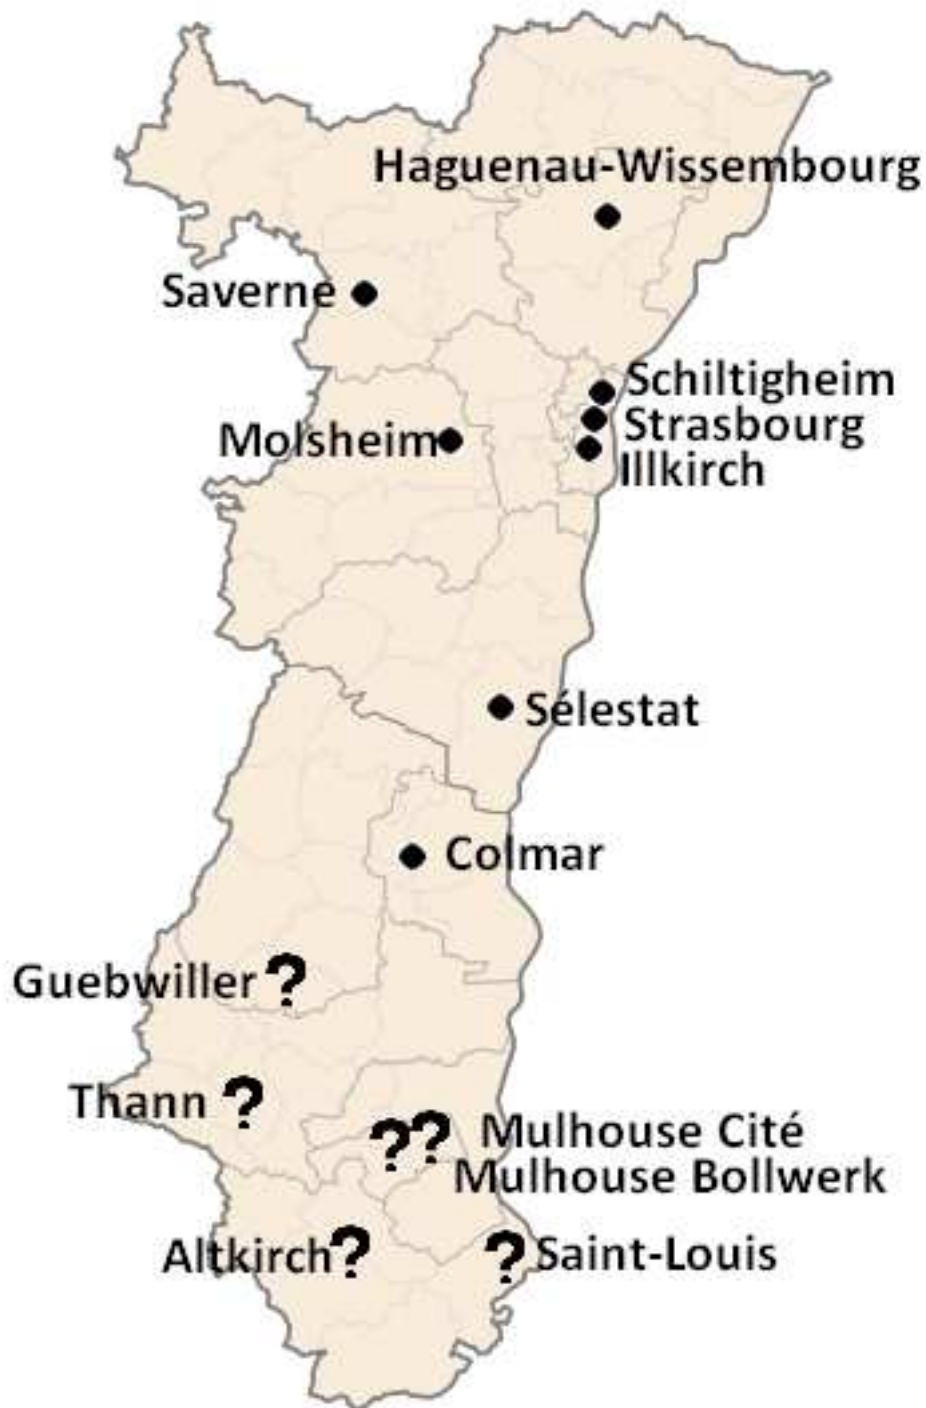 Haguenau-Wissembourg
Saverne
Schiltigheim
Strasbourg
Molsheim
Illkirch
Sélestat
Colmar
Guebwiller ?
Thann ?
?? Mulhouse Cité
Mulhouse Bollwerk
Altkirch ?
? Saint-Louis